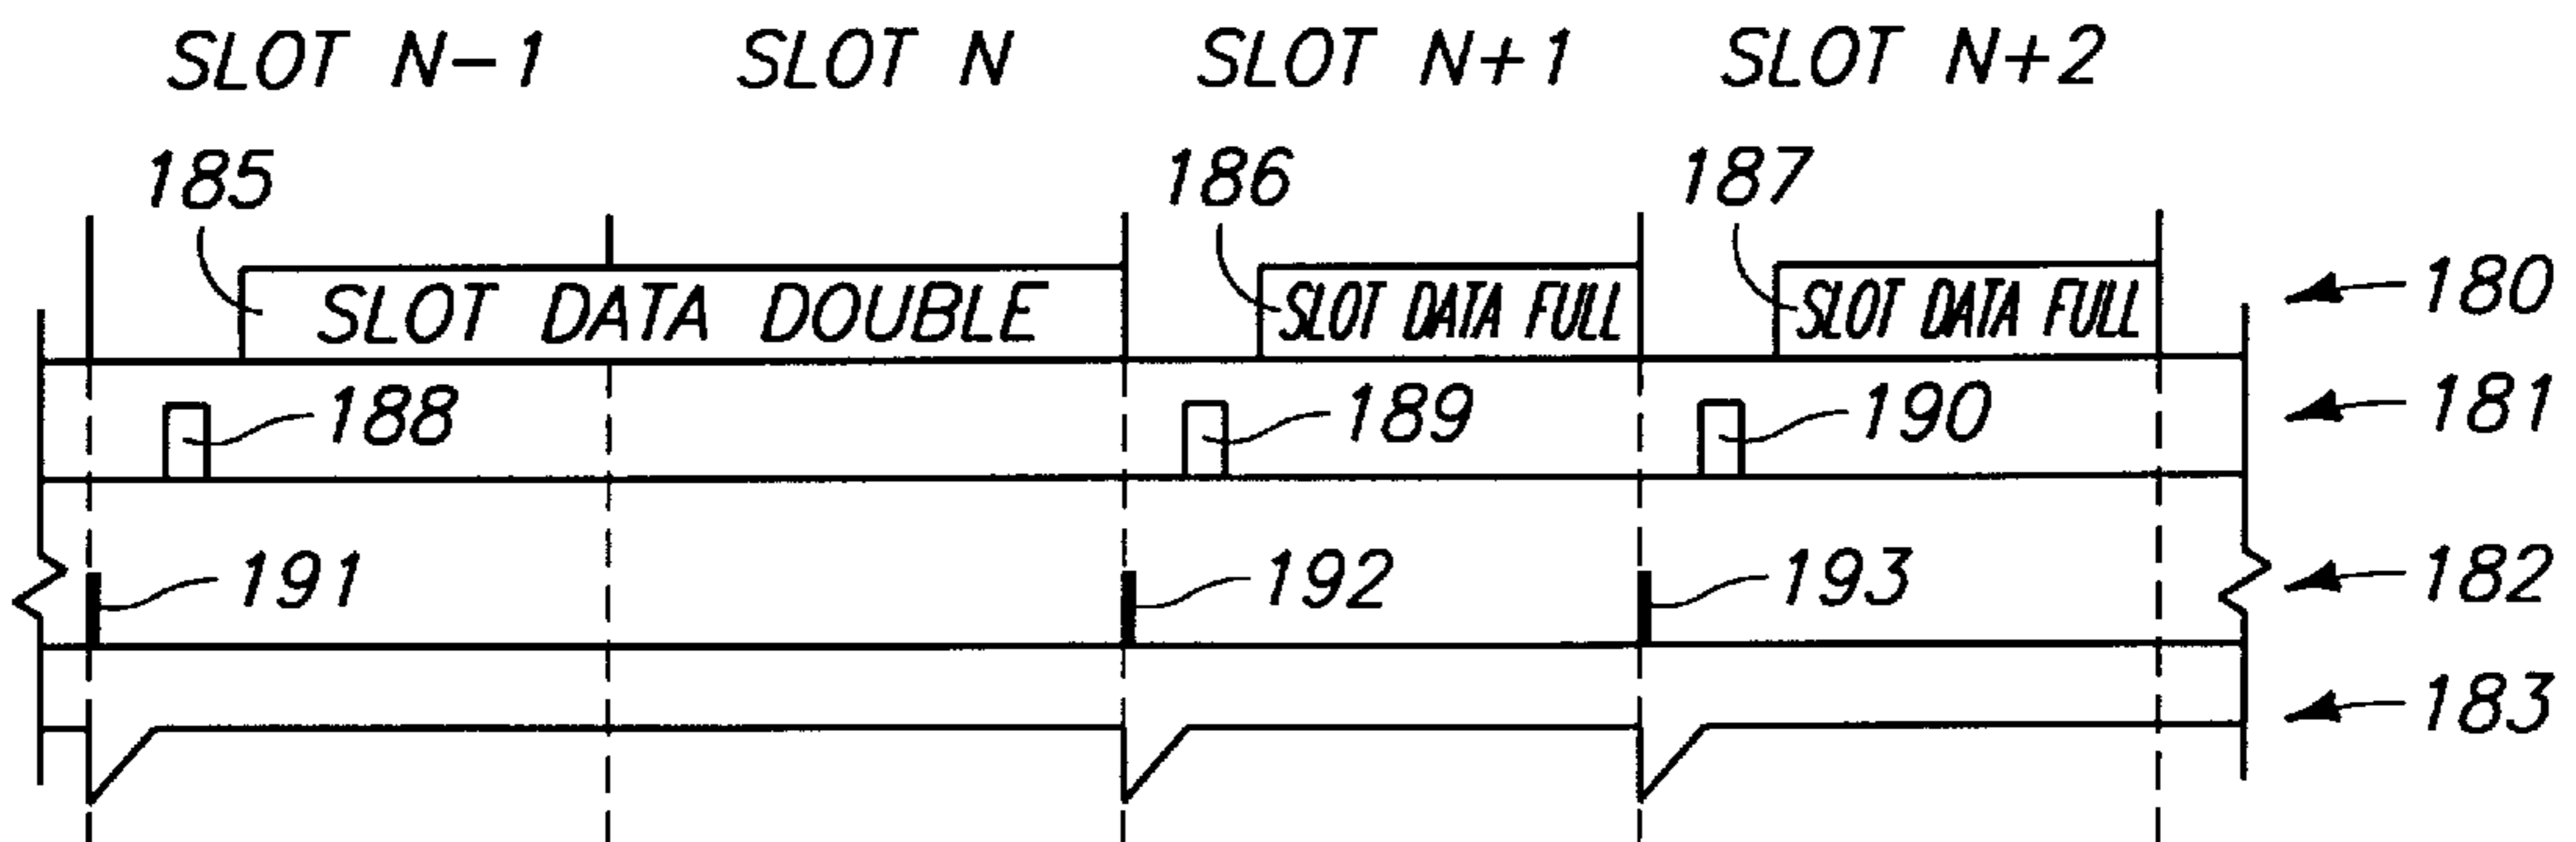 SLOT N-1 SLOT N SLOT N+1 SLOT N+2
185 186 187
SLOT DATA DOUBLE SLOT DATA FULL SLOT DATA FULL 180
188 189 190 181
191 192 193 182
183